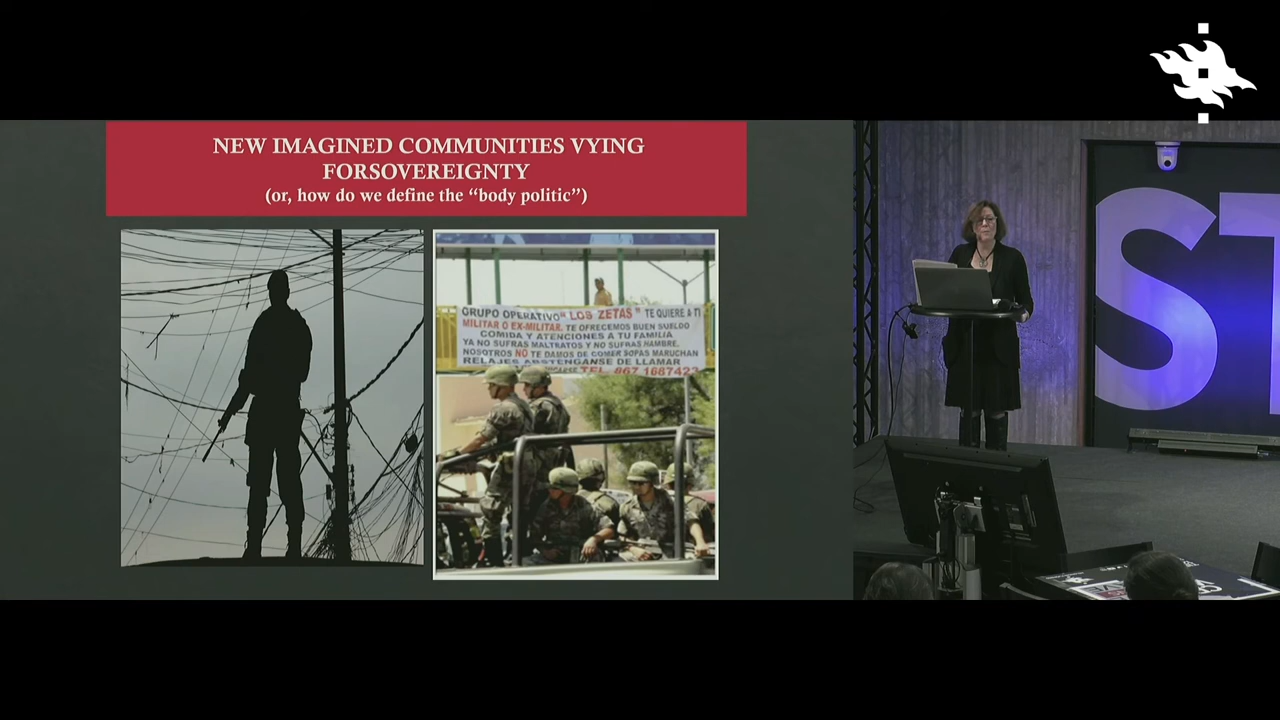 NEW IMAGINED COMMUNITIES VYING
FORSOVEREIGNTY
(or, how do we define the “body politic”)
GRUPO OPERATIVO "LOS ZETAS" TE QUIERE A TI
MILITAR O EX-MILITAR. TE OFRECEMOS BUEN SUELDO
COMIDA Y ATENCIONES A TU FAMILIA
YA NO SUFRAS MALTRATOS Y NO SUFRAS HAMBRE.
NOSOTROS NO TE DAMOS DE COMER SOPAS MARUCHAN
RELAJES ABSTENGANSE DE LLAMAR
TEL. 867 1687423
ST